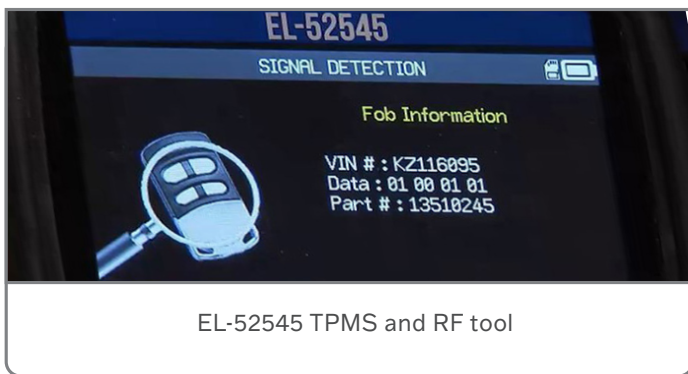 EL-52545
SIGNAL DETECTION
Fob Information
VIN # : KZ116095
Data : 01 00 01 01
Part # : 13510245
EL-52545 TPMS and RF tool